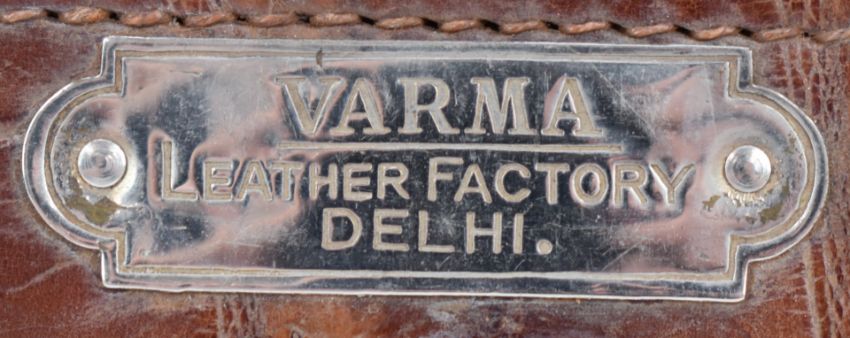 VARMA
LEATHER FACTORY
DELHI.